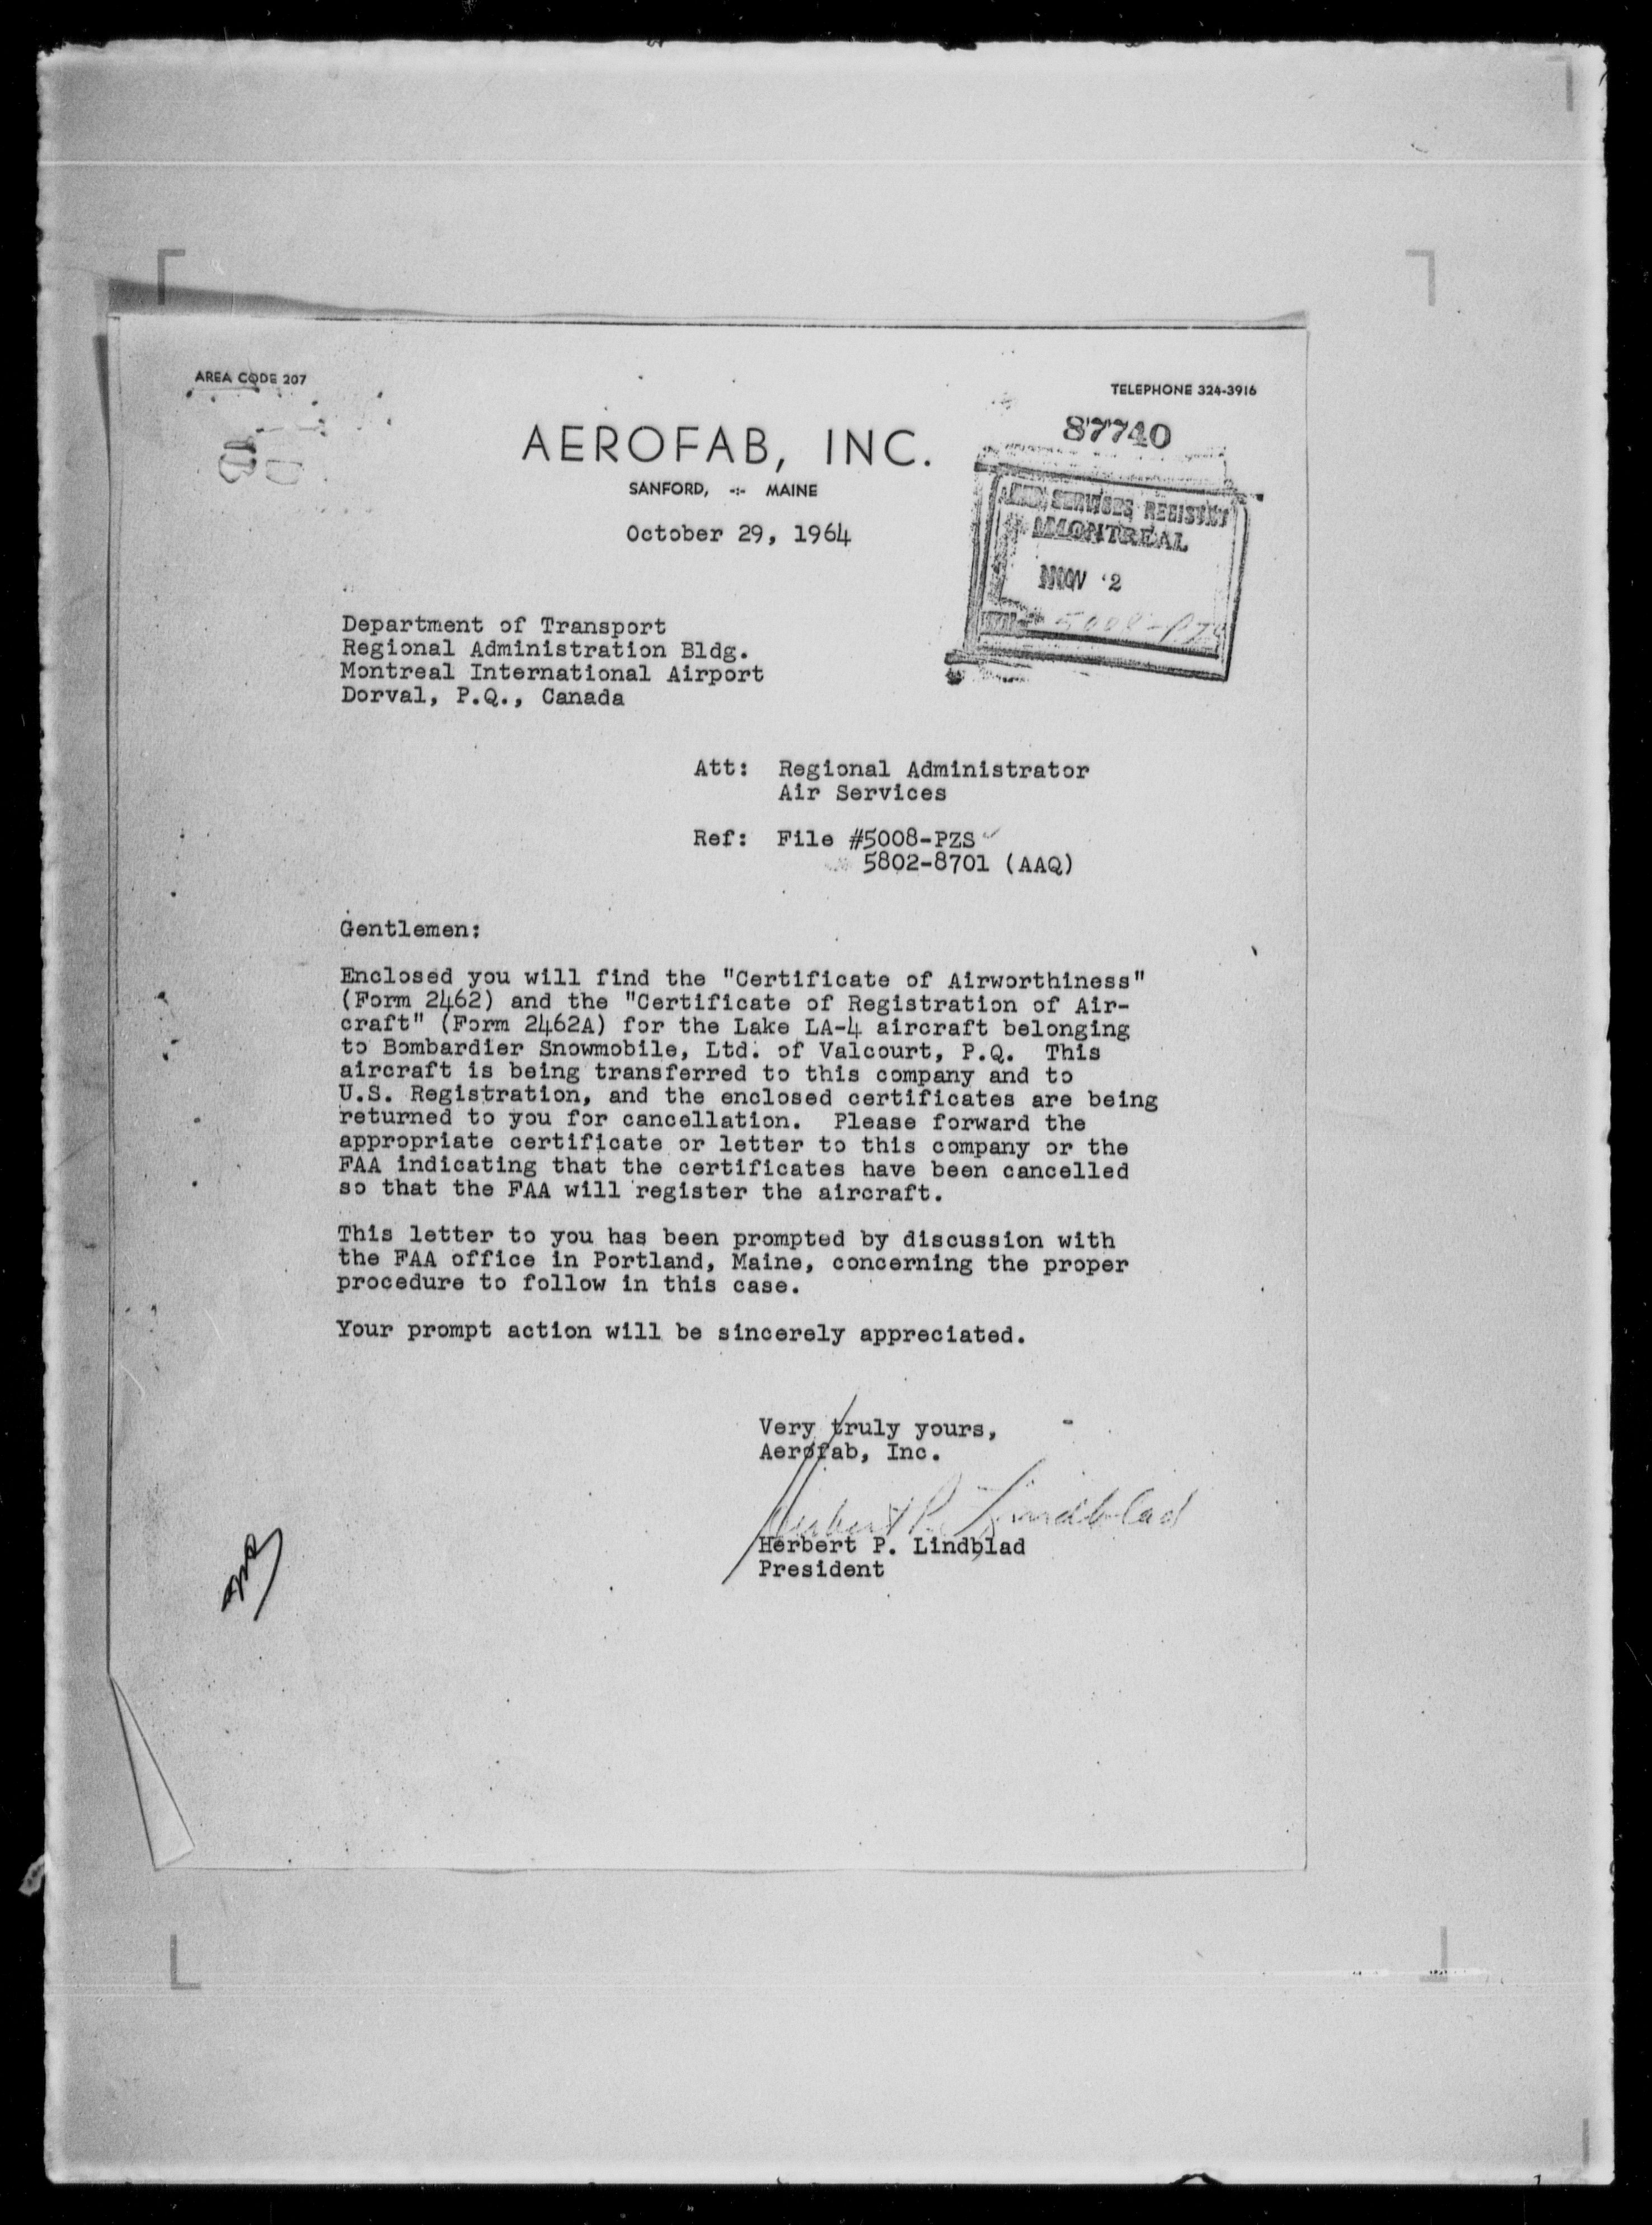 AREA CODE 207
TELEPHONE 324-3916
87740
AEROFAB, INC.
SANFORD, -:- MAINE
October 29, 1964
SERVICES REGISTRY
MONTREAL
NOV 2
5008-PZS
Department of Transport
Regional Administration Bldg.
Montreal International Airport
Dorval, P.Q., Canada
Att: Regional Administrator
Air Services
Ref: File #5008-PZS
5802-8701 (AAQ)
Gentlemen:
Enclosed you will find the "Certificate of Airworthiness"
(Form 2462) and the "Certificate of Registration of Air-
craft" (Form 2462A) for the Lake LA-4 aircraft belonging
to Bombardier Snowmobile, Ltd. of Valcourt, P.Q. This
aircraft is being transferred to this company and to
U.S. Registration, and the enclosed certificates are being
returned to you for cancellation. Please forward the
appropriate certificate or letter to this company or the
FAA indicating that the certificates have been cancelled
so that the FAA will register the aircraft.
This letter to you has been prompted by discussion with
the FAA office in Portland, Maine, concerning the proper
procedure to follow in this case.
Your prompt action will be sincerely appreciated.
Very truly yours,
Aerofab, Inc.
Herbert P. Lindblad
Herbert P. Lindblad
President